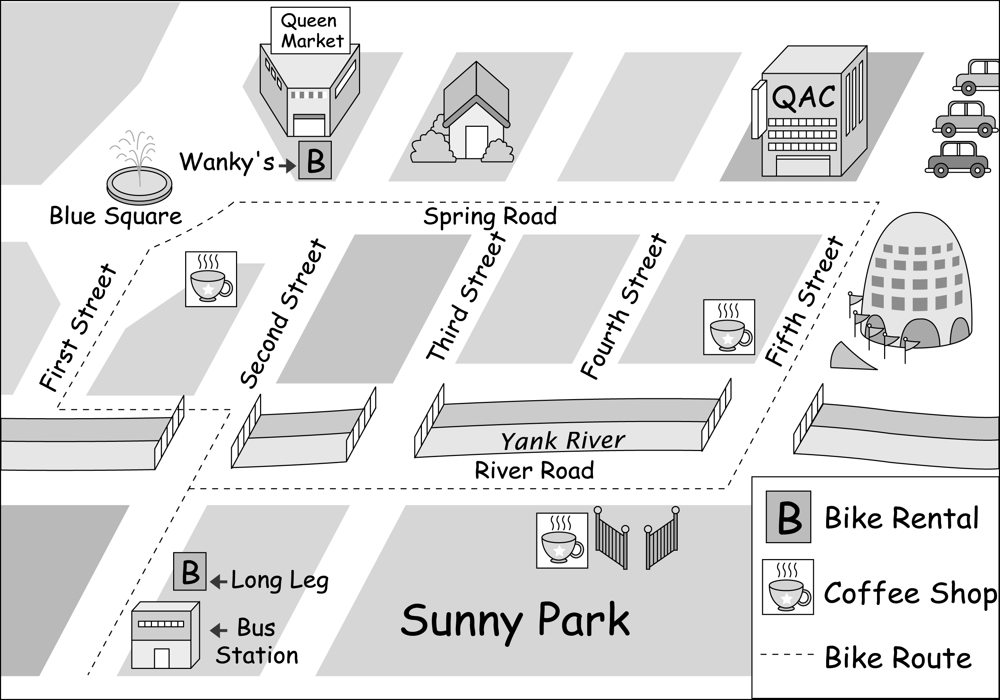 Queen
Market
QAC
Wanky's
B
Blue Square
Spring Road
First Street
Second Street
Third Street
Fourth Street
Fifth Street
Yank River
River Road
B
Long Leg
Bus
Station
Sunny Park
B
Bike Rental
Coffee Shop
Bike Route